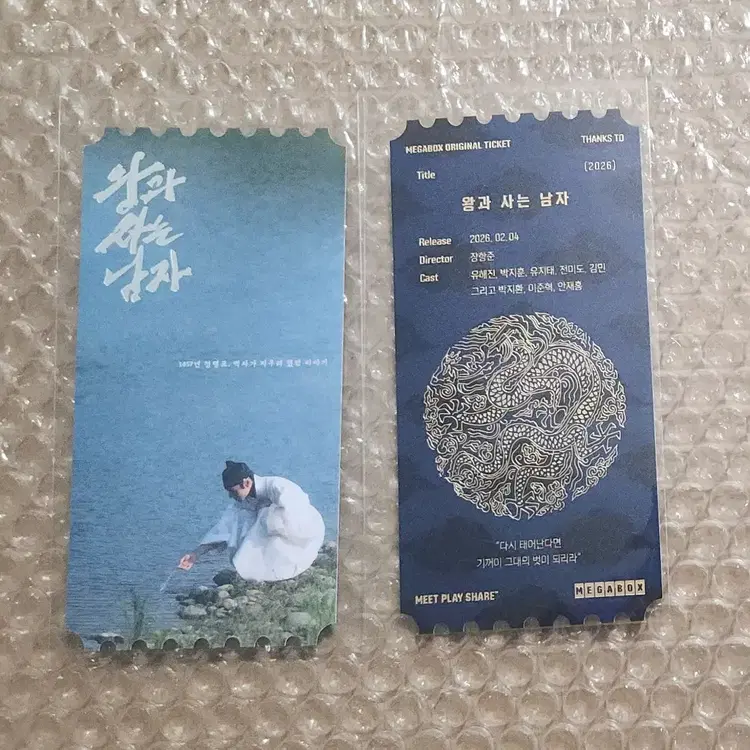 왕과
사는
남자
1457년 청령포, 역사가 지우려 했던 이야기
MEGABOX ORIGINAL TICKET
THANKS TO
Title
(2026)
왕과 사는 남자
Release 2026. 02. 04
Director 장항준
Cast 유해진, 박지훈, 유지태, 전미도, 김민
그리고 박지환, 이준혁, 안재홍
"다시 태어난다면
기꺼이 그대의 벗이 되리라"
MEET PLAY SHARE™
MEGABOX